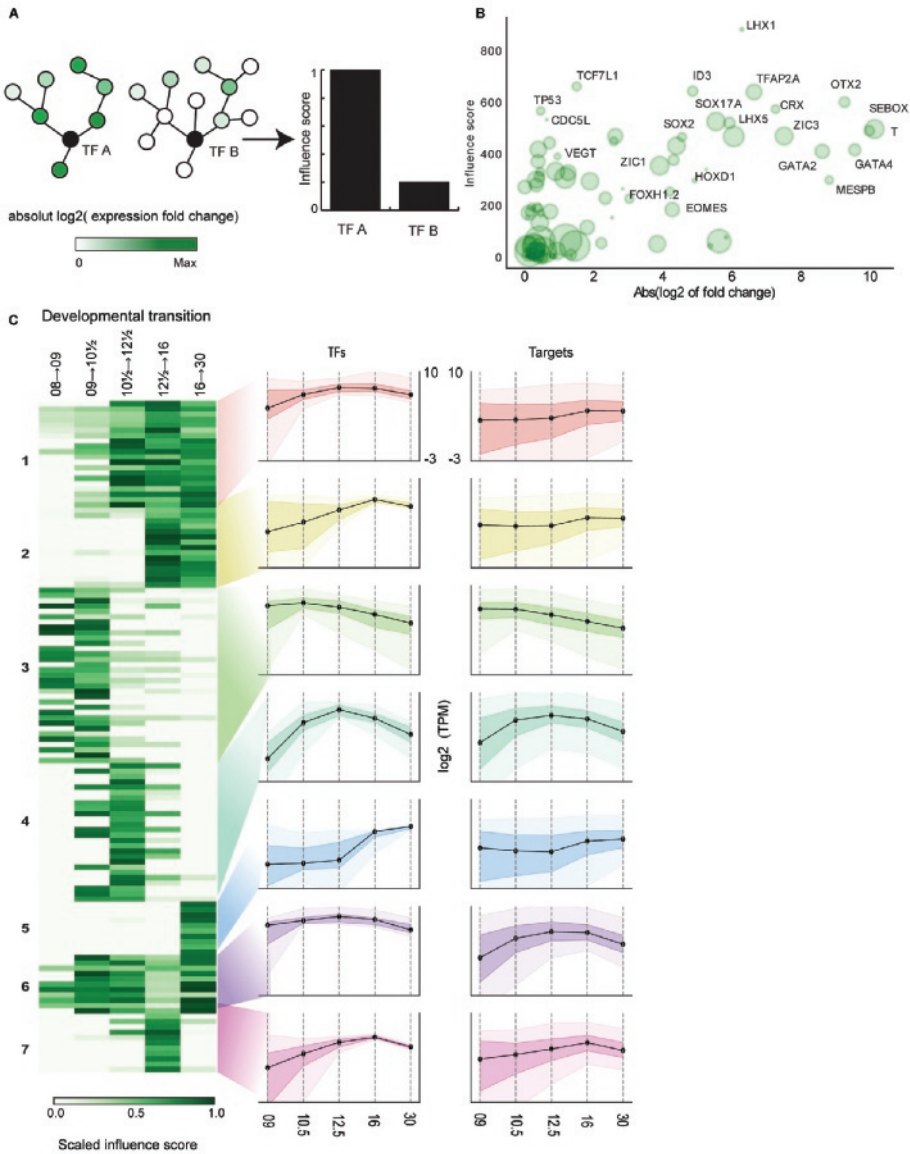 A
TF A
TF B
Influence score
1
0
TF A
TF B
absolut log2( expression fold change)
0
Max
B
Influence score
800
600
400
200
0
LHX1
TCF7L1
ID3
TFAP2A
OTX2
TP53
SOX17A
CRX
SEBOX
CDC5L
SOX2
LHX5
ZIC3
T
VEGT
ZIC1
HOXD1
GATA2
GATA4
FOXH1.2
MESPB
EOMES
0
2
4
6
8
10
Abs(log2 of fold change)
C
Developmental transition
08→09
09→10½
10½→12½
12½→16
16→30
1
2
3
4
5
6
7
0.0
0.5
1.0
Scaled influence score
TFs
Targets
10
-3
10
-3
log2 (TPM)
09
10.5
12.5
16
30
09
10.5
12.5
16
30